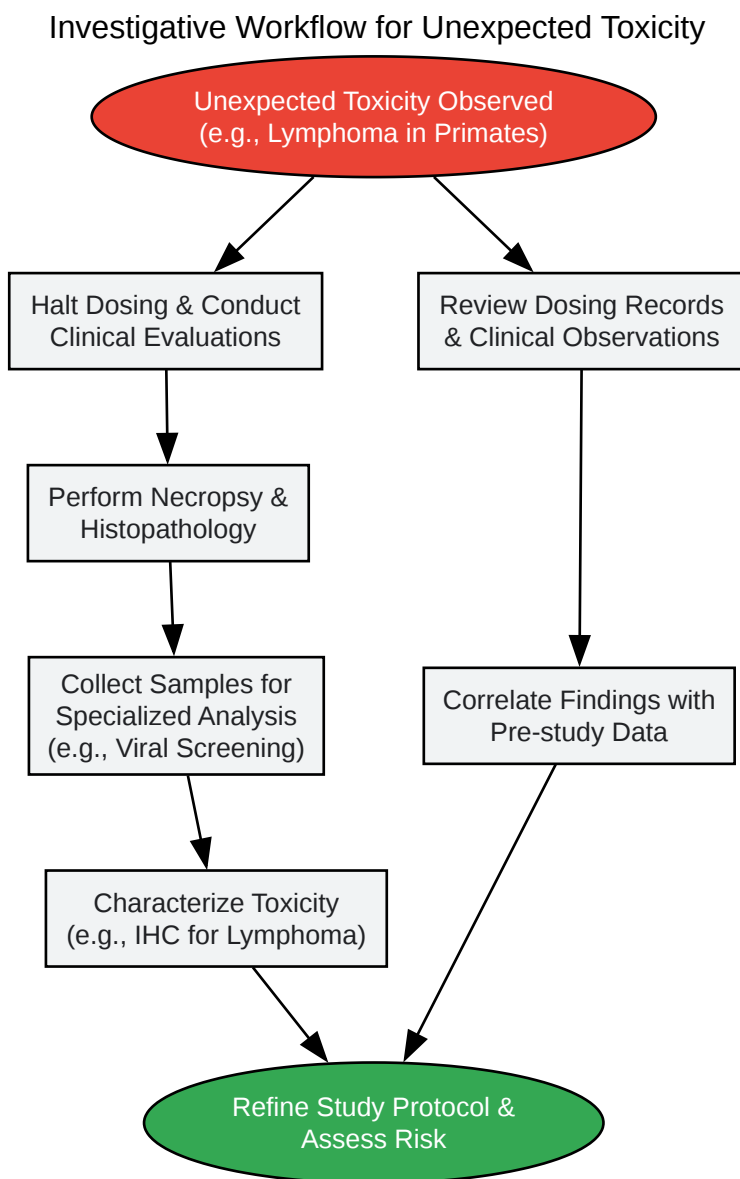 Investigative Workflow for Unexpected Toxicity
Unexpected Toxicity Observed
(e.g., Lymphoma in Primates)
Halt Dosing & Conduct
Clinical Evaluations
Review Dosing Records
& Clinical Observations
Perform Necropsy &
Histopathology
Collect Samples for
Specialized Analysis
(e.g., Viral Screening)
Correlate Findings with
Pre-study Data
Characterize Toxicity
(e.g., IHC for Lymphoma)
Refine Study Protocol &
Assess Risk